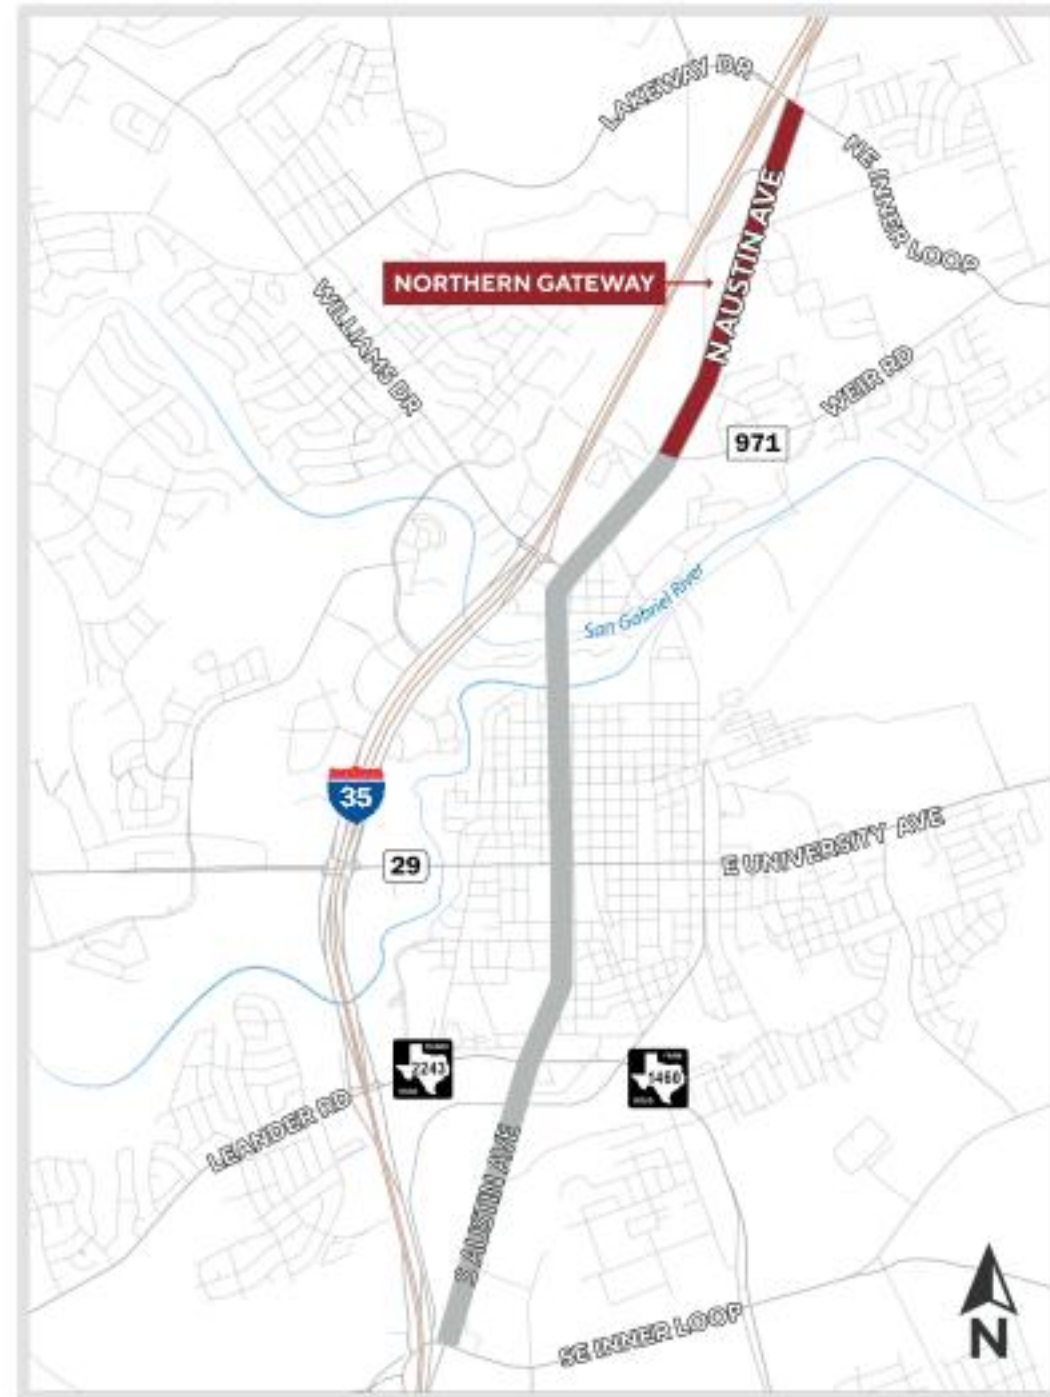 LAKEWAY DR
NE INNER LOOP
N AUSTIN AVE
NORTHERN GATEWAY
WILLIAMS DR
WEIR RD
971
San Gabriel River
35
29
E UNIVERSITY AVE
2243
1460
LEANDER RD
S AUSTIN AVE
SE INNER LOOP
N